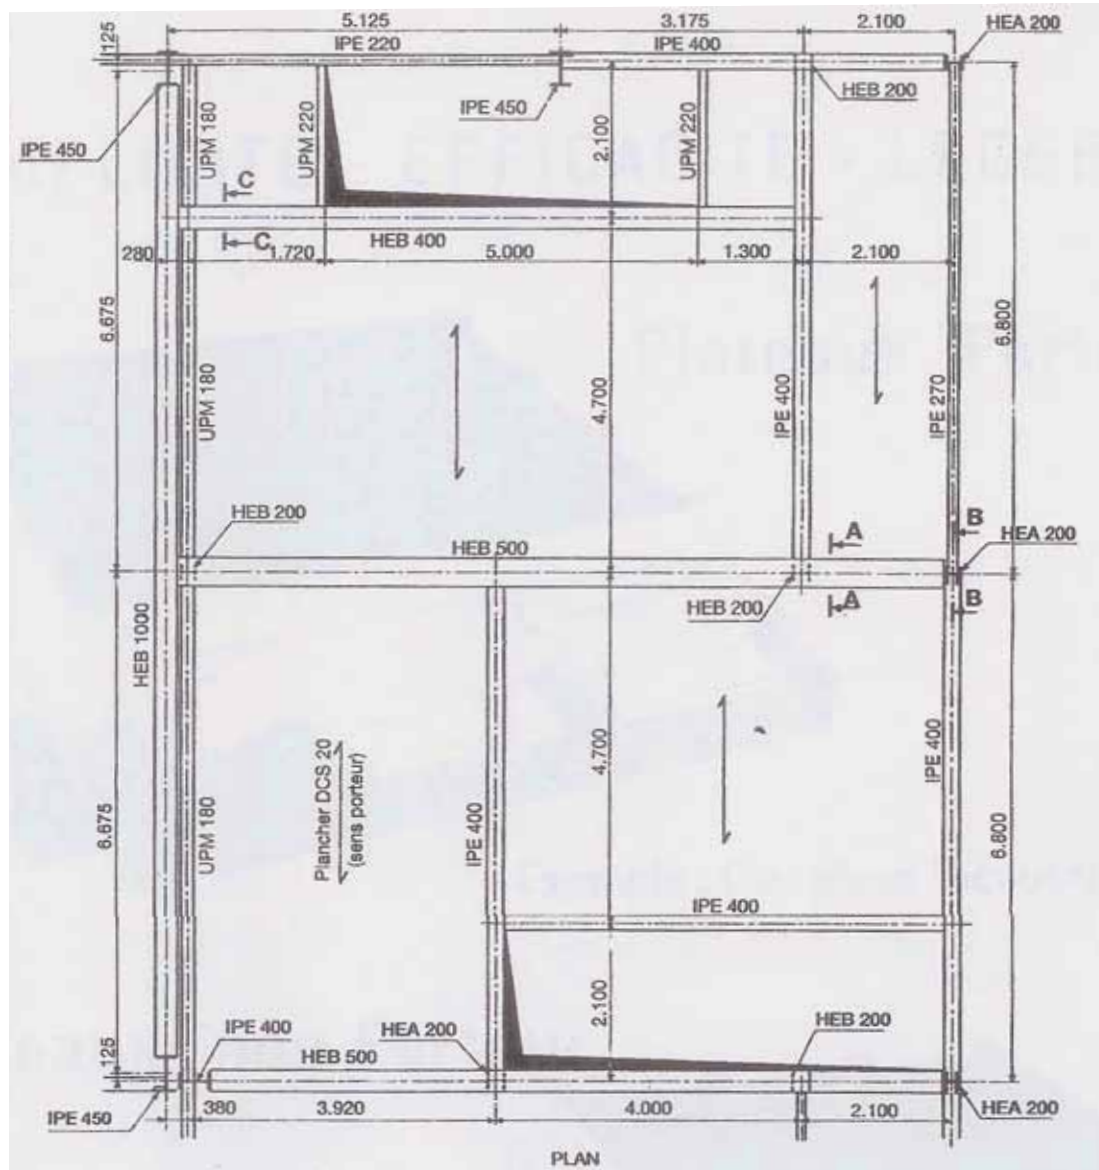 5.125
3.175
2.100
HEA 200
125
IPE 220
IPE 400
HEB 200
IPE 450
IPE 450
UPM 180
UPM 220
2.100
UPM 220
C
C
HEB 400
280
1.720
5.000
1.300
2.100
6.675
6.800
UPM 180
4.700
IPE 400
IPE 270
HEB 200
HEB 500
A
B
HEA 200
A
B
HEB 200
HEB 1000
Plancher DCS 20
(sens porteur)
4,700
IPE 400
6.675
UPM 180
IPE 400
6.800
IPE 400
2.100
HEB 200
125
IPE 400
HEA 200
HEB 500
IPE 450
380
3.920
4.000
2.100
HEA 200
PLAN